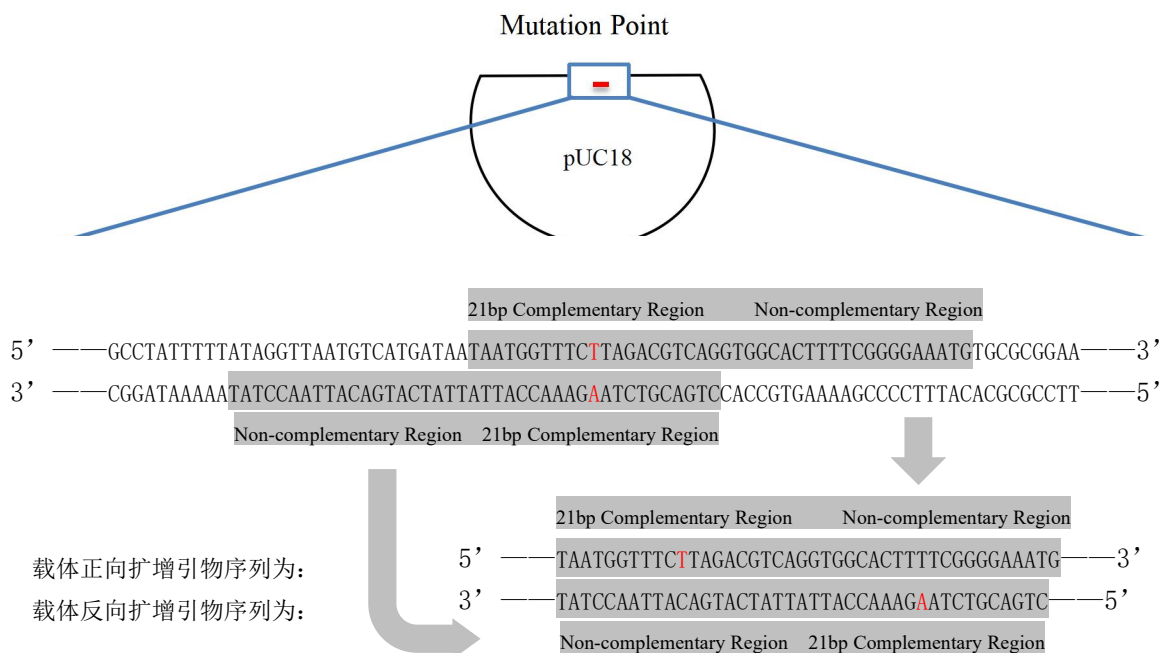 Mutation Point
pUC18
21bp Complementary Region Non-complementary Region
5’ ——GCCTATTTTTATAGGTTAATGTCATGATAATAATGGTTTCTTAGACGTCAGGTGGCACTTTTCGGGGAAATGTGCGCGGAA——3’
3’ ——CGGATAAAAATATCCAATTACAGTACTATTATTACCAAAGAATCTGCAGTCCACCGTGAAAAGCCCCTTTACACGCGCCTT——5’
Non-complementary Region 21bp Complementary Region
21bp Complementary Region Non-complementary Region
5’ ——TAATGGTTTCTTAGACGTCAGGTGGCACTTTTCGGGGAAATG——3’
载体正向扩增引物序列为：
3’ ——TATCCAATTACAGTACTATTATTACCAAAGAATCTGCAGTC——5’
载体反向扩增引物序列为：
Non-complementary Region 21bp Complementary Region